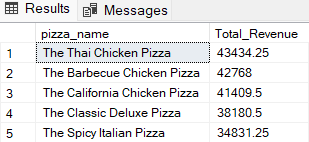 Results Messages
pizza_name Total_Revenue
1 The Thai Chicken Pizza 43434.25
2 The Barbecue Chicken Pizza 42768
3 The California Chicken Pizza 41409.5
4 The Classic Deluxe Pizza 38180.5
5 The Spicy Italian Pizza 34831.25